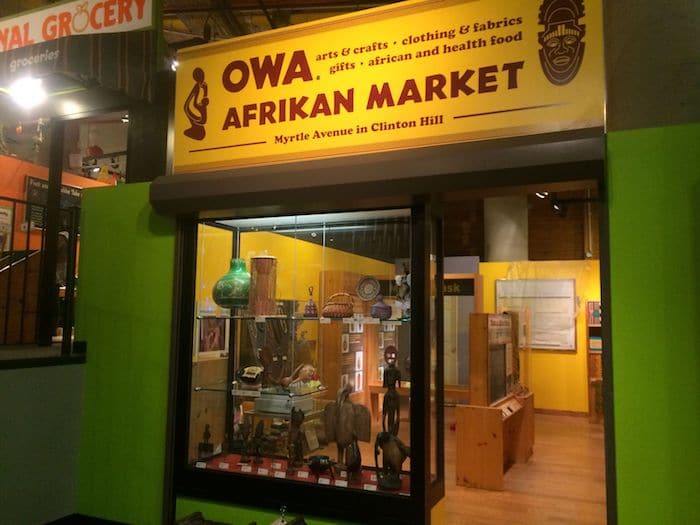 NAL GROCERY
groceries
OWA.
arts & crafts · clothing & fabrics
gifts · african and health food
AFRIKAN MARKET
Myrtle Avenue in Clinton Hill